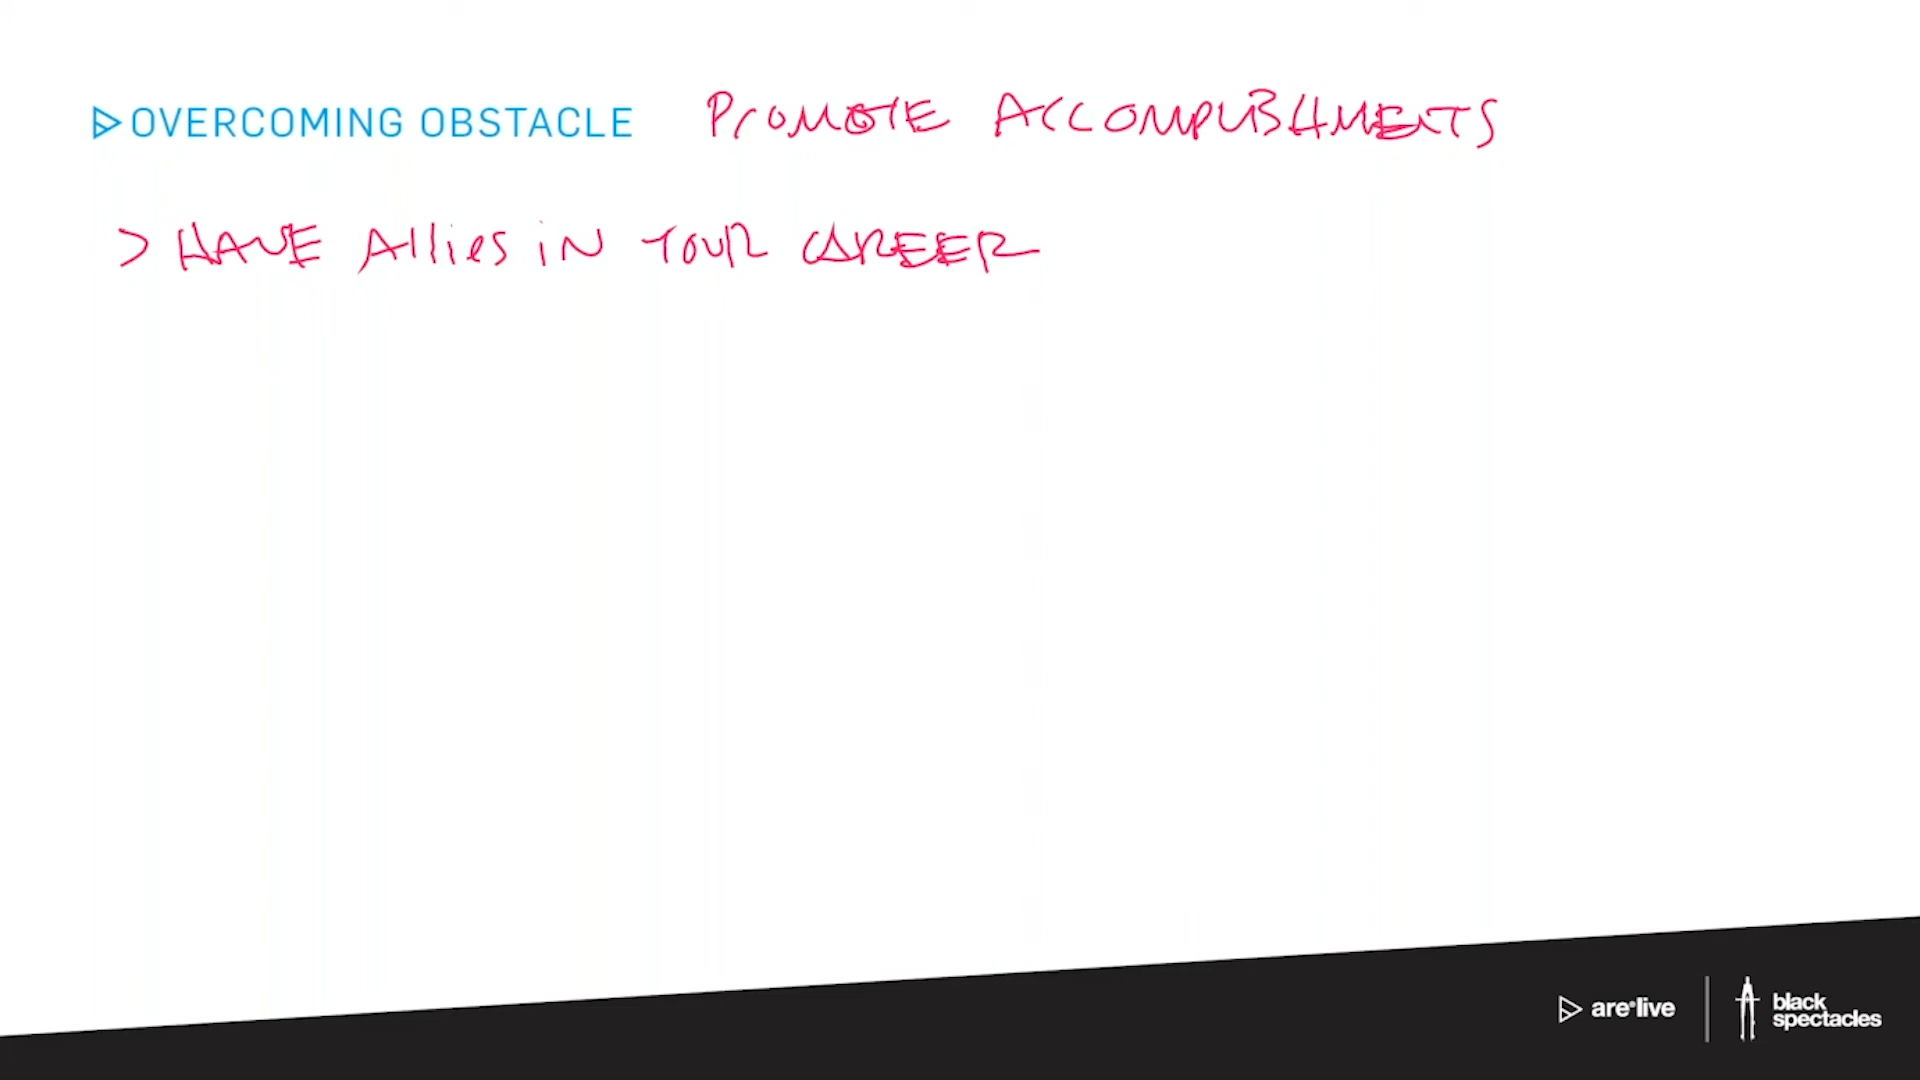 OVERCOMING OBSTACLE PrOMOTE ACCOMPLISHMENTS
> HAVE Allies iN YOUR CAREER
are®live
black
spectacles